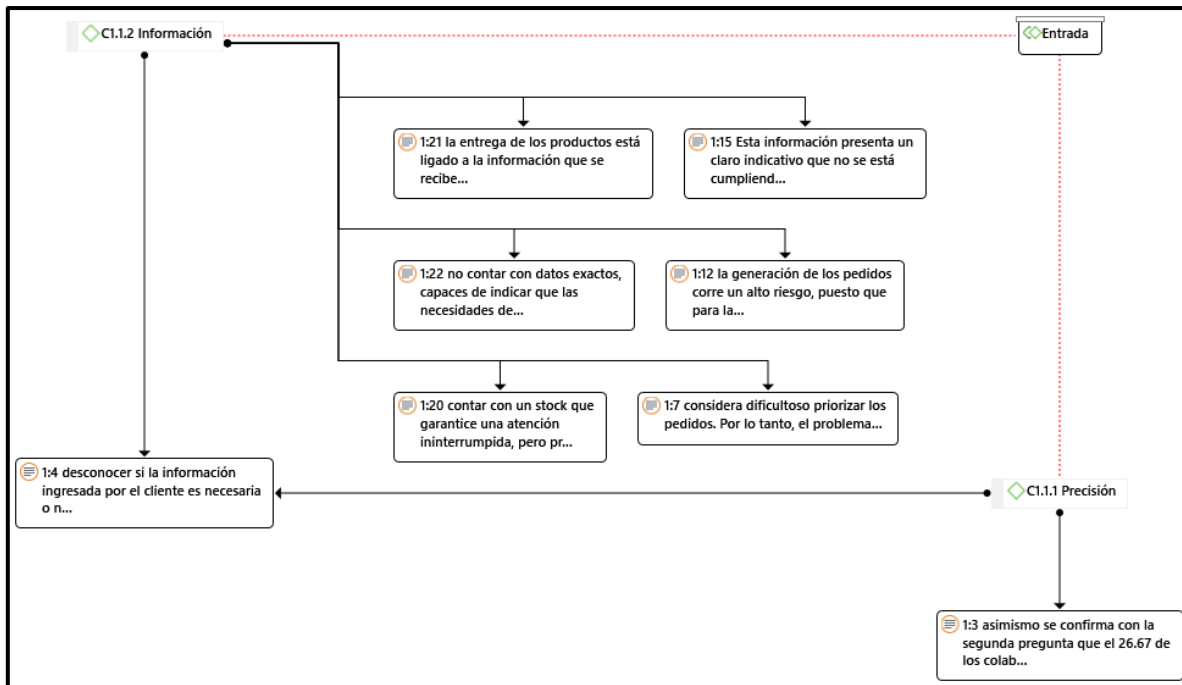 C1.1.2 Información
Entrada
1:21 la entrega de los productos está
ligado a la información que se
recibe...
1:15 Esta información presenta un
claro indicativo que no se está
cumpliend...
1:22 no contar con datos exactos,
capaces de indicar que las
necesidades de...
1:12 la generación de los pedidos
corre un alto riesgo, puesto que
para la...
1:20 contar con un stock que
garantice una atención
ininterrumpida, pero pr...
1:7 considera dificultoso priorizar los
pedidos. Por lo tanto, el problema...
1:4 desconocer si la información
ingresada por el cliente es necesaria
o n...
C1.1.1 Precisión
1:3 asimismo se confirma con la
segunda pregunta que el 26.67 de
los colab...